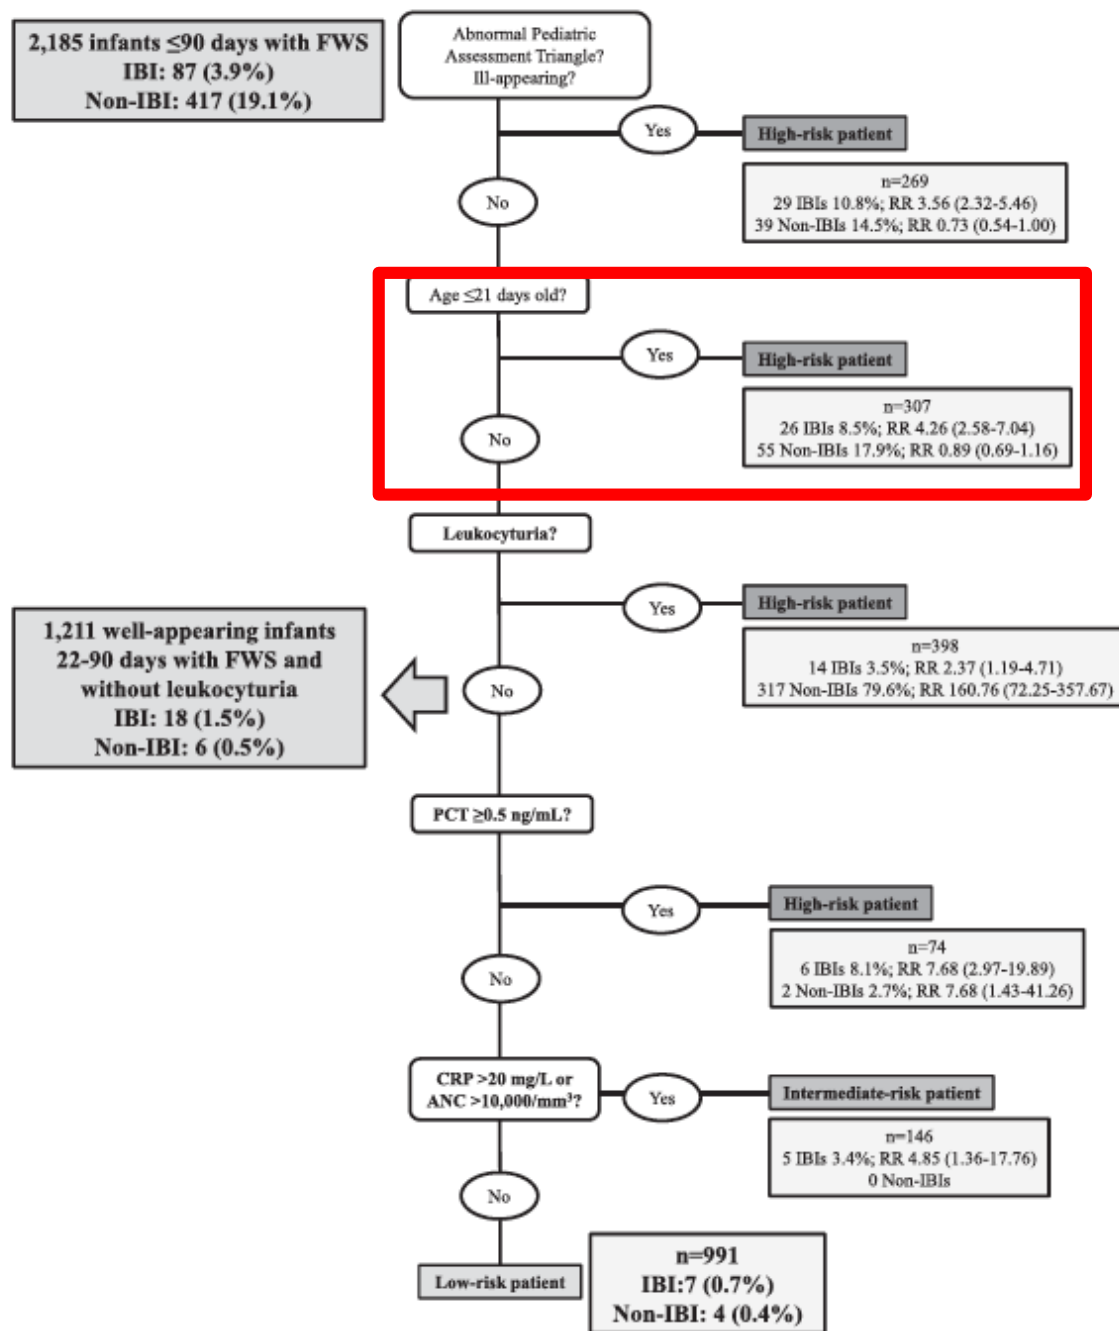 2,185 infants ≤90 days with FWS
IBI: 87 (3.9%)
Non-IBI: 417 (19.1%)
Abnormal Pediatric
Assessment Triangle?
Ill-appearing?
Yes
High-risk patient
n=269
29 IBIs 10.8%; RR 3.56 (2.32-5.46)
39 Non-IBIs 14.5%; RR 0.73 (0.54-1.00)
No
Age ≤21 days old?
Yes
High-risk patient
n=307
26 IBIs 8.5%; RR 4.26 (2.58-7.04)
55 Non-IBIs 17.9%; RR 0.89 (0.69-1.16)
No
Leukocyturia?
Yes
High-risk patient
n=398
14 IBIs 3.5%; RR 2.37 (1.19-4.71)
317 Non-IBIs 79.6%; RR 160.76 (72.25-357.67)
No
1,211 well-appearing infants
22-90 days with FWS and
without leukocyturia
IBI: 18 (1.5%)
Non-IBI: 6 (0.5%)
PCT ≥0.5 ng/mL?
Yes
High-risk patient
n=74
6 IBIs 8.1%; RR 7.68 (2.97-19.89)
2 Non-IBIs 2.7%; RR 7.68 (1.43-41.26)
No
CRP >20 mg/L or
ANC >10,000/mm³?
Yes
Intermediate-risk patient
n=146
5 IBIs 3.4%; RR 4.85 (1.36-17.76)
0 Non-IBIs
No
Low-risk patient
n=991
IBI:7 (0.7%)
Non-IBI: 4 (0.4%)